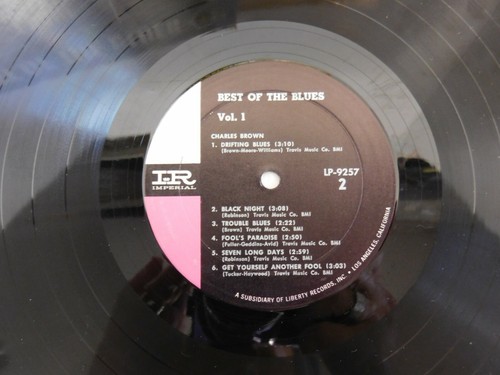 BEST OF THE BLUES
Vol. 1
CHARLES BROWN
1. DRIFTING BLUES (3:10)
(Brown-Moore-Williams) Travis Music Co. BMI
LP-9257
2
IR
IMPERIAL
2. BLACK NIGHT (3:08)
(Robinson) Travis Music Co. BMI
3. TROUBLE BLUES (2:22)
(Brown) Travis Music Co. BMI
4. FOOL'S PARADISE (2:50)
(Fuller-Geddins-Avid) Travis Music Co. BMI
5. SEVEN LONG DAYS (2:59)
(Robinson) Travis Music Co. BMI
6. GET YOURSELF ANOTHER FOOL (3:03)
(Tucker-Haywood) Travis Music Co. BMI
A SUBSIDIARY OF LIBERTY RECORDS, INC. • LOS ANGELES, CALIFORNIA